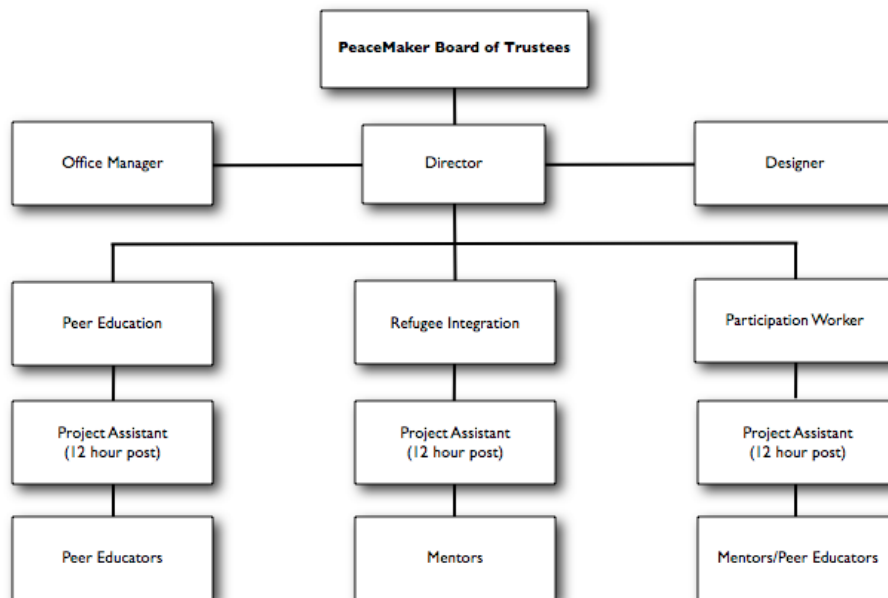 PeaceMaker Board of Trustees
Office Manager
Director
Designer
Peer Education
Refugee Integration
Participation Worker
Project Assistant
(12 hour post)
Project Assistant
(12 hour post)
Project Assistant
(12 hour post)
Peer Educators
Mentors
Mentors/Peer Educators